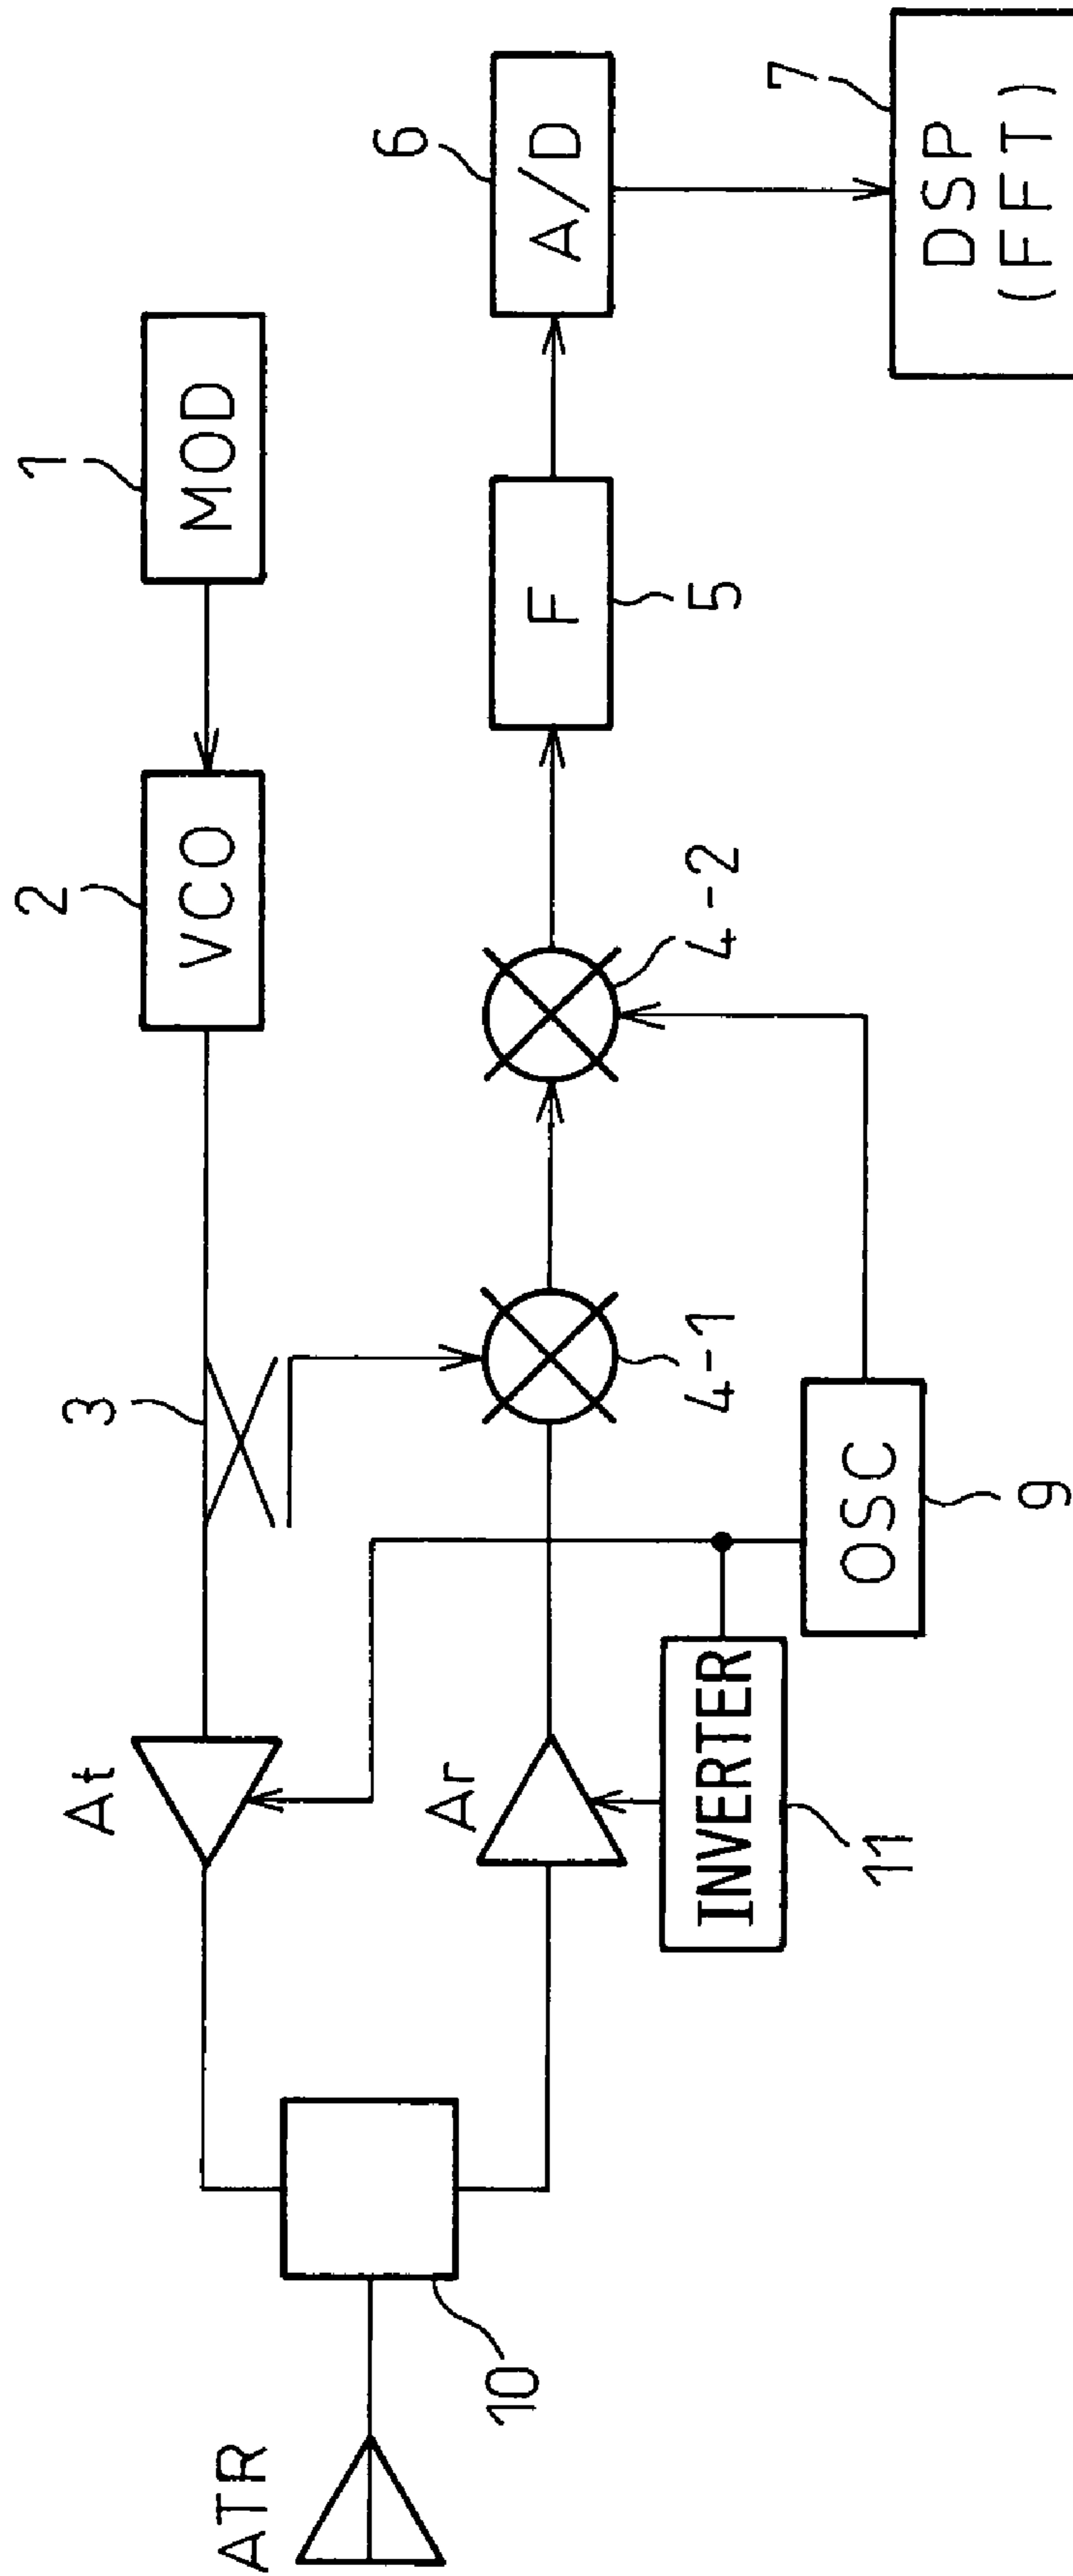 ATR
10
At
Ar
INVERTER
11
3
4-1
OSC
9
2
VCO
4-2
1
MOD
F
5
6
A/D
7
DSP
(FFT)